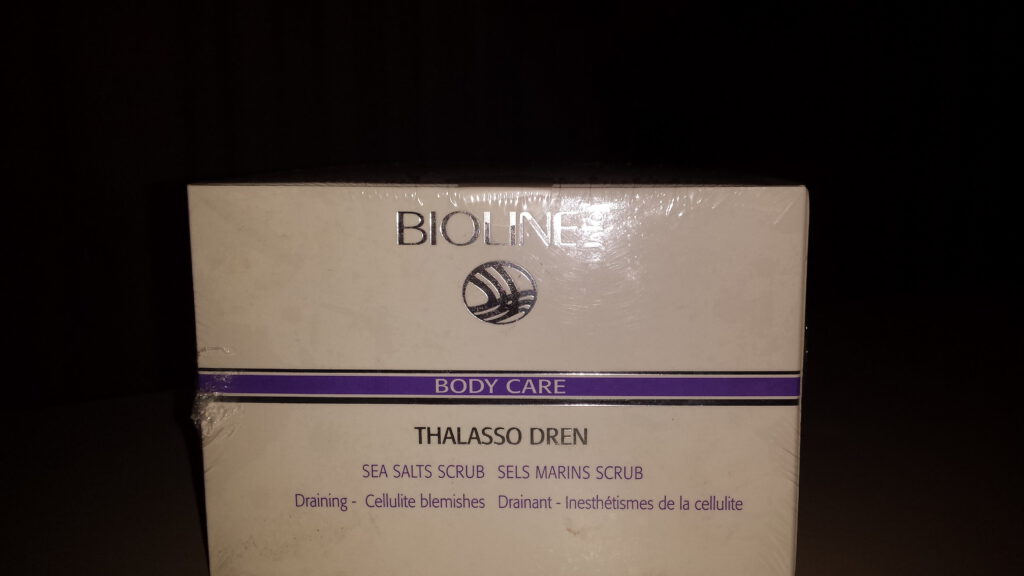 BIOLINE
BODY CARE
THALASSO DREN
SEA SALTS SCRUB SELS MARINS SCRUB
Draining - Cellulite blemishes Drainant - Inesthétismes de la cellulite